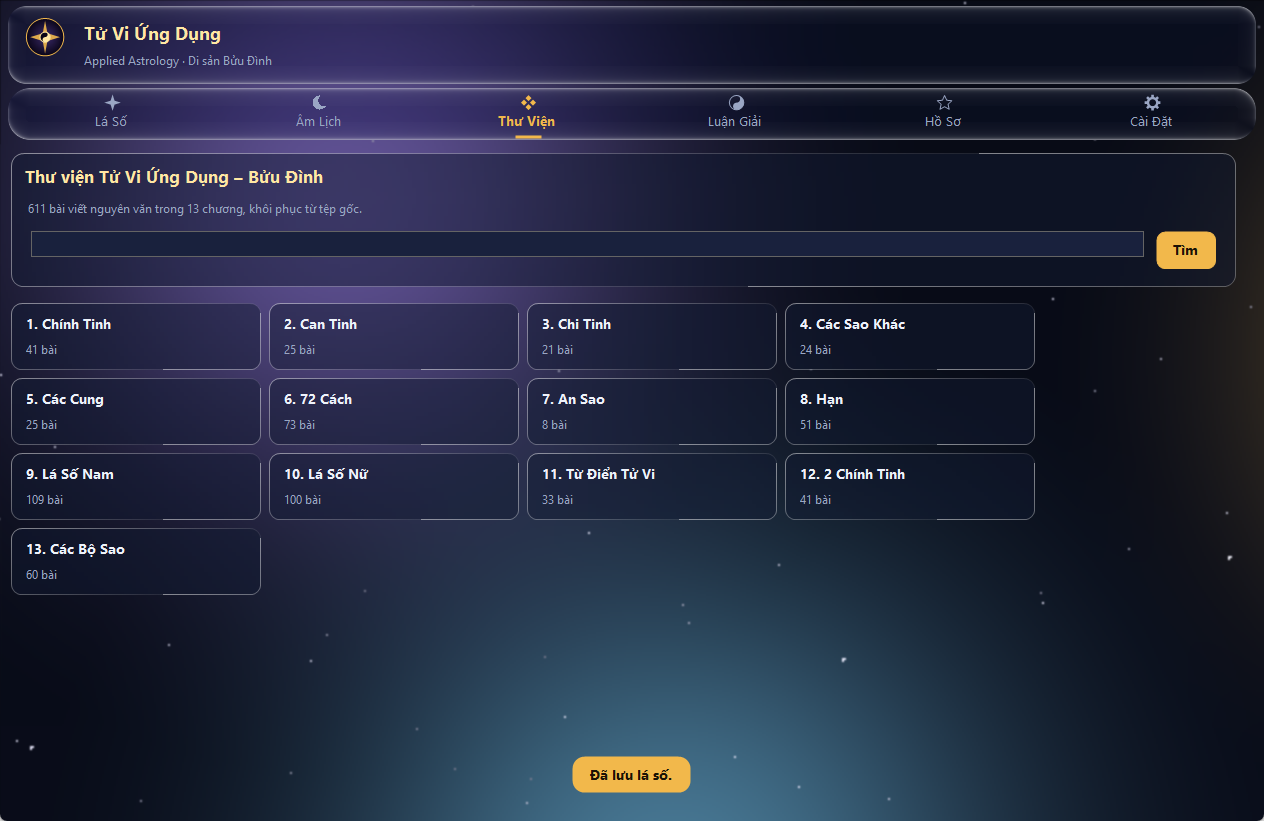 Tử Vi Ứng Dụng
Applied Astrology · Di sản Bửu Đình
Lá Số
Âm Lịch
Thư Viện
Luận Giải
Hồ Sơ
Cài Đặt
Thư viện Tử Vi Ứng Dụng – Bửu Đình
611 bài viết nguyên văn trong 13 chương, khôi phục từ tệp gốc.
Tìm
1. Chính Tinh
41 bài
2. Can Tinh
25 bài
3. Chi Tinh
21 bài
4. Các Sao Khác
24 bài
5. Các Cung
25 bài
6. 72 Cách
73 bài
7. An Sao
8 bài
8. Hạn
51 bài
9. Lá Số Nam
109 bài
10. Lá Số Nữ
100 bài
11. Từ Điển Tử Vi
33 bài
12. 2 Chính Tinh
41 bài
13. Các Bộ Sao
60 bài
Đã lưu lá số.